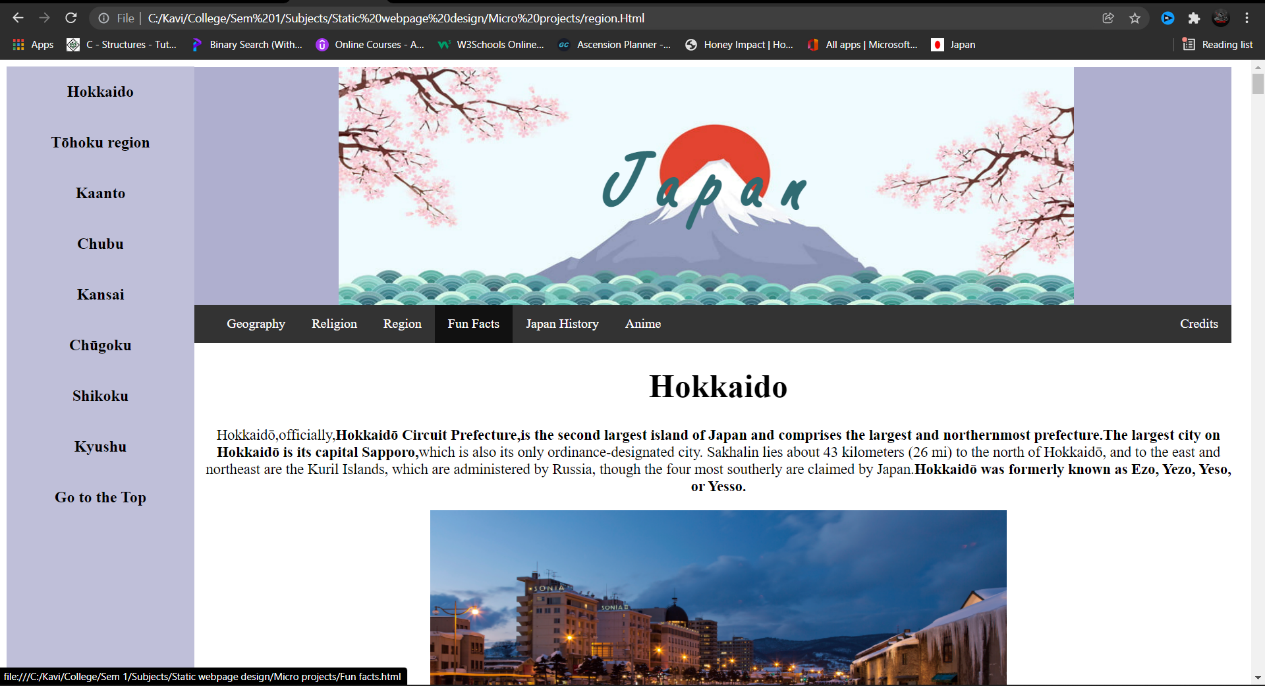 File | C:/Kavi/College/Sem%201/Subjects/Static%20webpage%20design/Micro%20projects/region.Html
Apps C - Structures - Tut... Binary Search (With... Online Courses - A... W3Schools Online... Ascension Planner -... Honey Impact | Ho... All apps | Microsoft... Japan Reading list
Hokkaido
Tōhoku region
Kaanto
Chubu
Kansai
Chūgoku
Shikoku
Kyushu
Go to the Top
Japan
Geography Religion Region Fun Facts Japan History Anime Credits
Hokkaido
Hokkaidō,officially,Hokkaidō Circuit Prefecture,is the second largest island of Japan and comprises the largest and northernmost prefecture.The largest city on
Hokkaidō is its capital Sapporo,which is also its only ordinance-designated city. Sakhalin lies about 43 kilometers (26 mi) to the north of Hokkaidō, and to the east and
northeast are the Kuril Islands, which are administered by Russia, though the four most southerly are claimed by Japan.Hokkaidō was formerly known as Ezo, Yezo, Yeso,
or Yesso.
SONIA
SONIA
file:///C:/Kavi/College/Sem 1/Subjects/Static webpage design/Micro projects/Fun facts.html